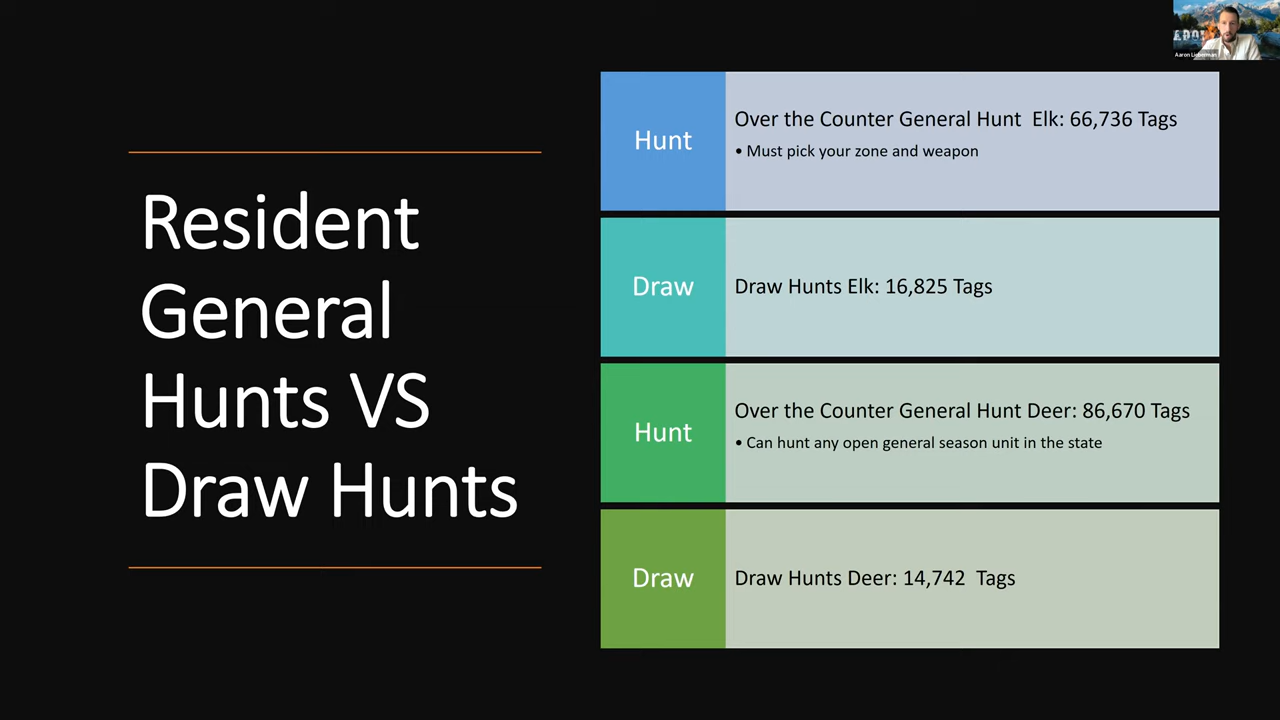 Resident
General
Hunts VS
Draw Hunts
Hunt
Over the Counter General Hunt  Elk: 66,736 Tags
• Must pick your zone and weapon
Draw
Draw Hunts Elk: 16,825 Tags
Hunt
Over the Counter General Hunt Deer: 86,670 Tags
• Can hunt any open general season unit in the state
Draw
Draw Hunts Deer: 14,742  Tags
Aaron Lieberman